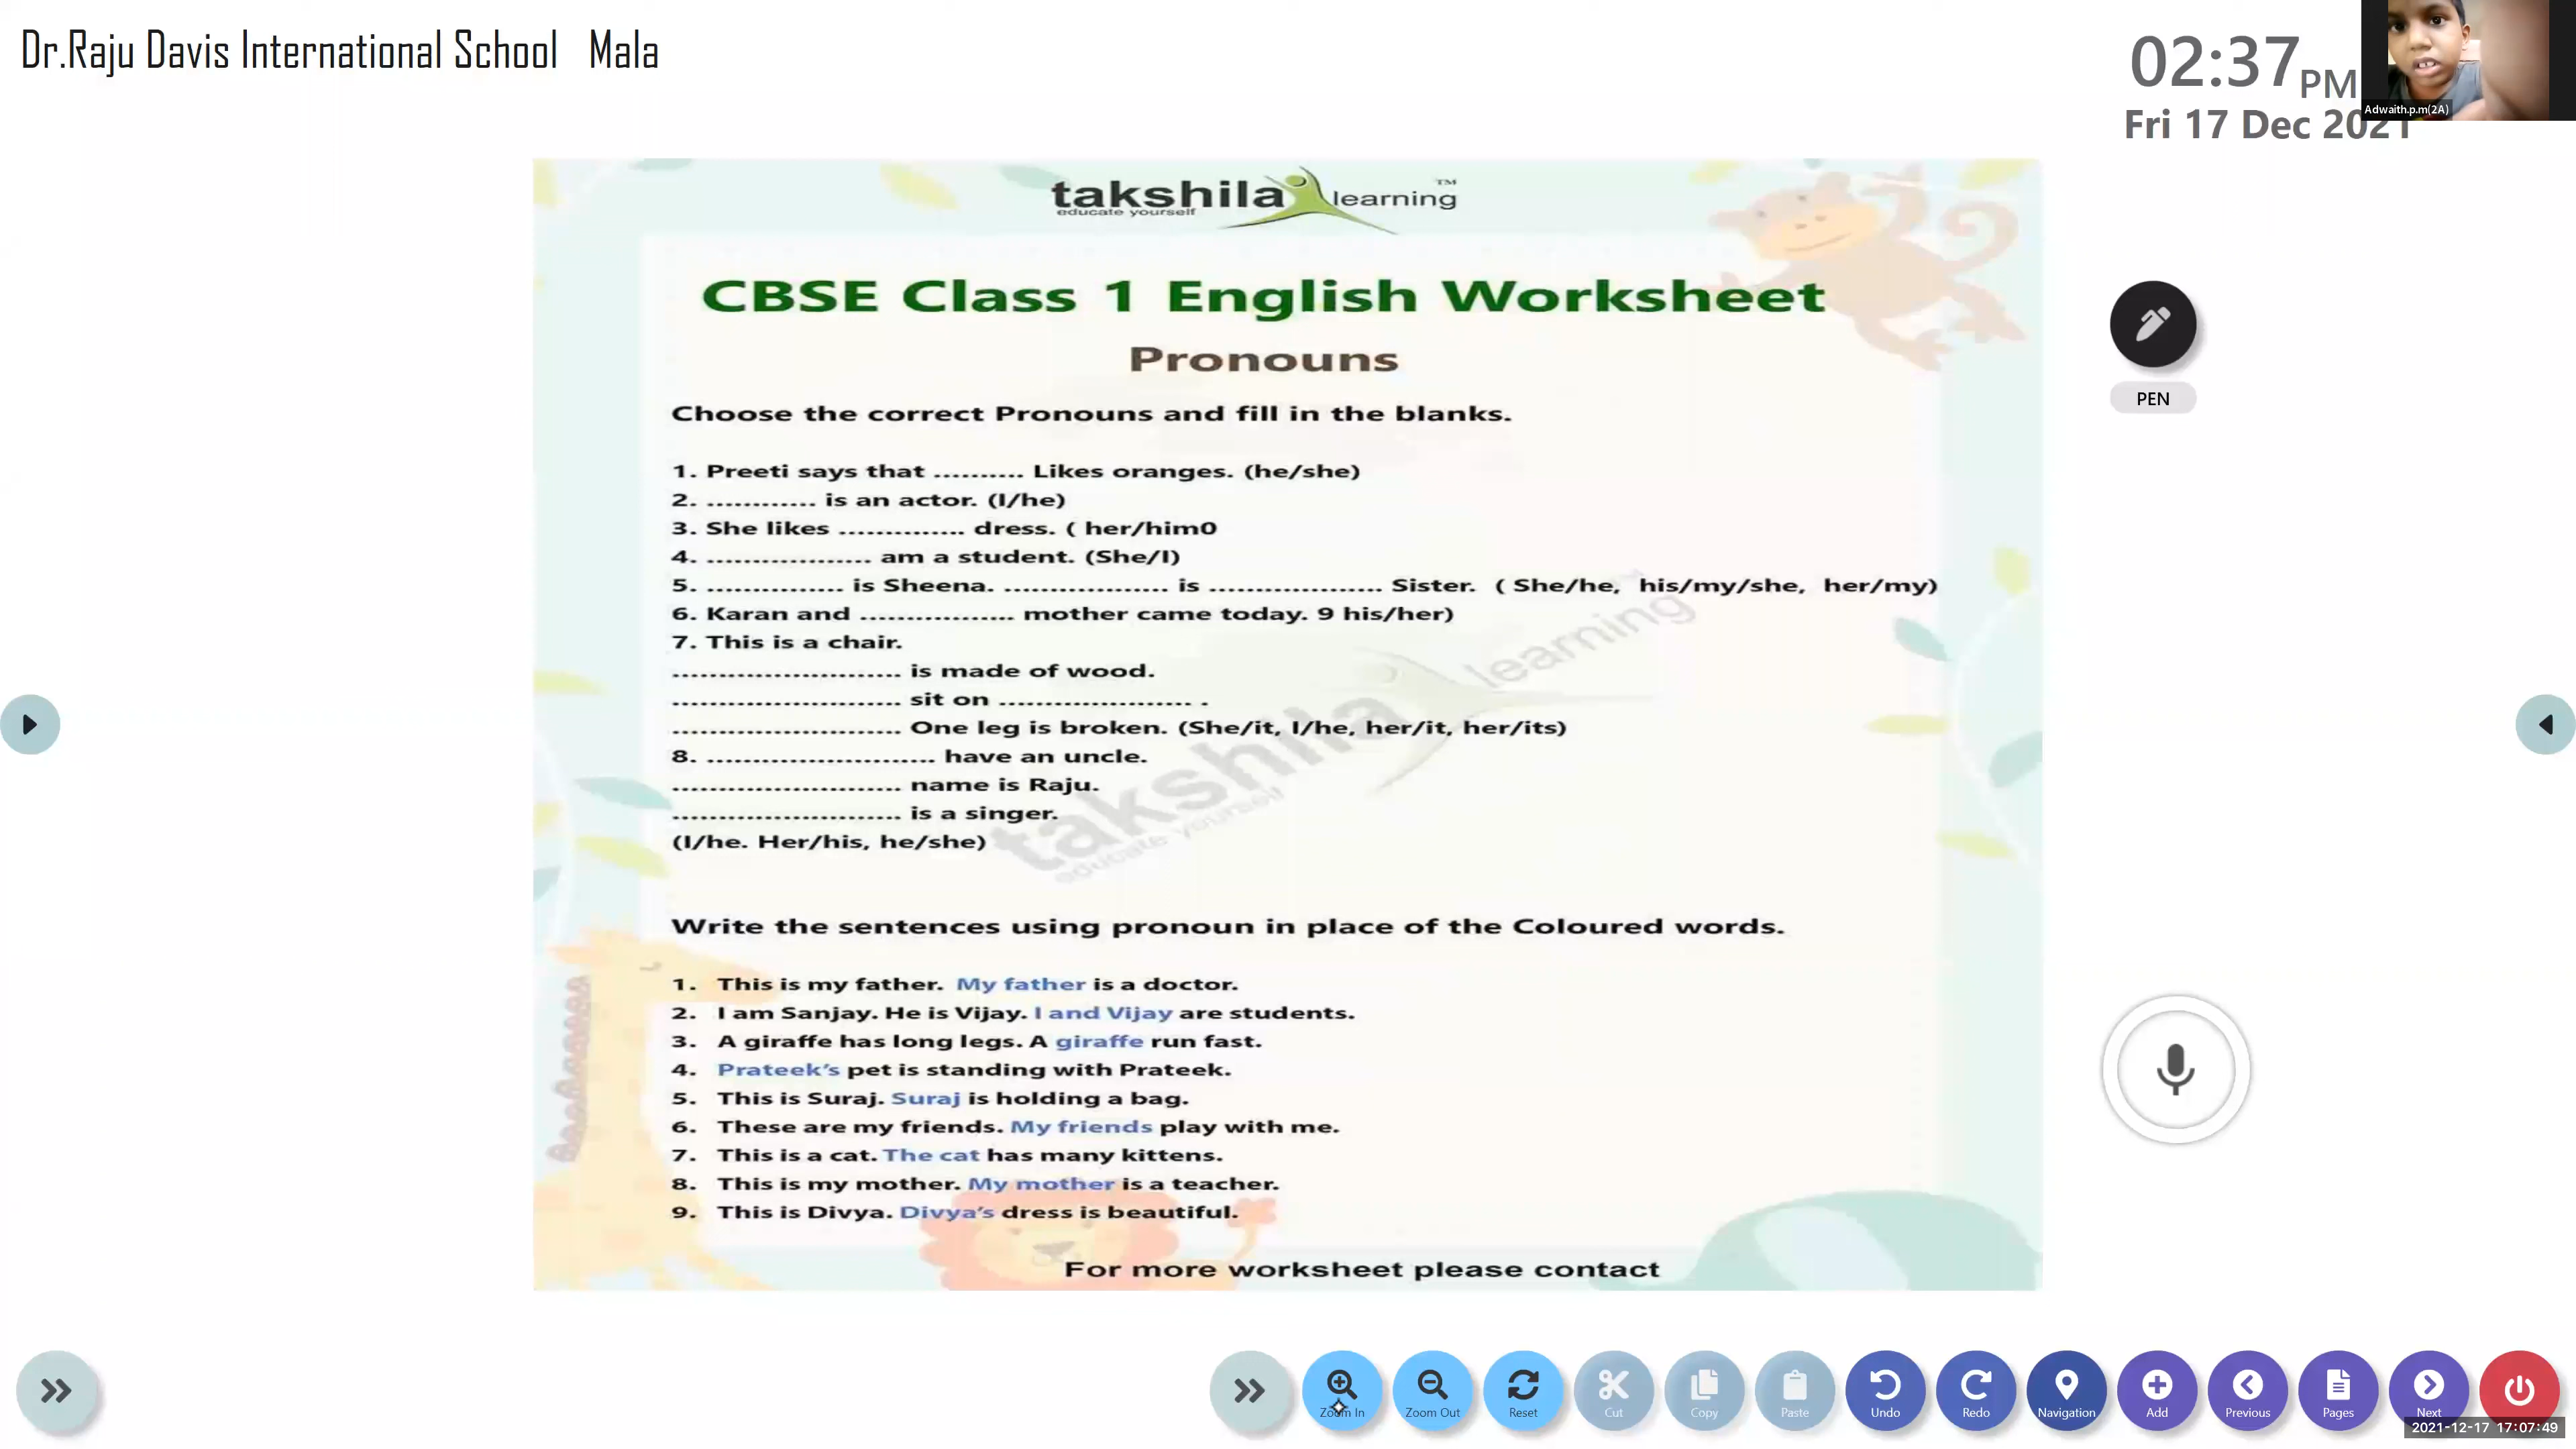 Dr.Raju Davis International School Mala
02:37 PM
Fri 17 Dec 2021
Adwaith.p.m(2A)
takshila learning TM
educate yourself
CBSE Class 1 English Worksheet
Pronouns
Choose the correct Pronouns and fill in the blanks.
1. Preeti says that .......... Likes oranges. (he/she)
2. ............ is an actor. (I/he)
3. She likes .............. dress. ( her/him0
4. .................. am a student. (She/I)
5. ............... is Sheena. .................. is ................... Sister. ( She/he, his/my/she, her/my)
6. Karan and ................. mother came today. 9 his/her)
7. This is a chair.
......................... is made of wood.
......................... sit on ..................... .
......................... One leg is broken. (She/it, I/he, her/it, her/its)
8. ......................... have an uncle.
......................... name is Raju.
......................... is a singer.
(I/he. Her/his, he/she)
takshila learning
educate yourself
Write the sentences using pronoun in place of the Coloured words.
1. This is my father. My father is a doctor.
2. I am Sanjay. He is Vijay. I and Vijay are students.
3. A giraffe has long legs. A giraffe run fast.
4. Prateek's pet is standing with Prateek.
5. This is Suraj. Suraj is holding a bag.
6. These are my friends. My friends play with me.
7. This is a cat. The cat has many kittens.
8. This is my mother. My mother is a teacher.
9. This is Divya. Divya's dress is beautiful.
For more worksheet please contact
PEN
Zoom In Zoom Out Reset Cut Copy Paste Undo Redo Navigation Add Previous Pages Next
2021-12-17 17:07:49